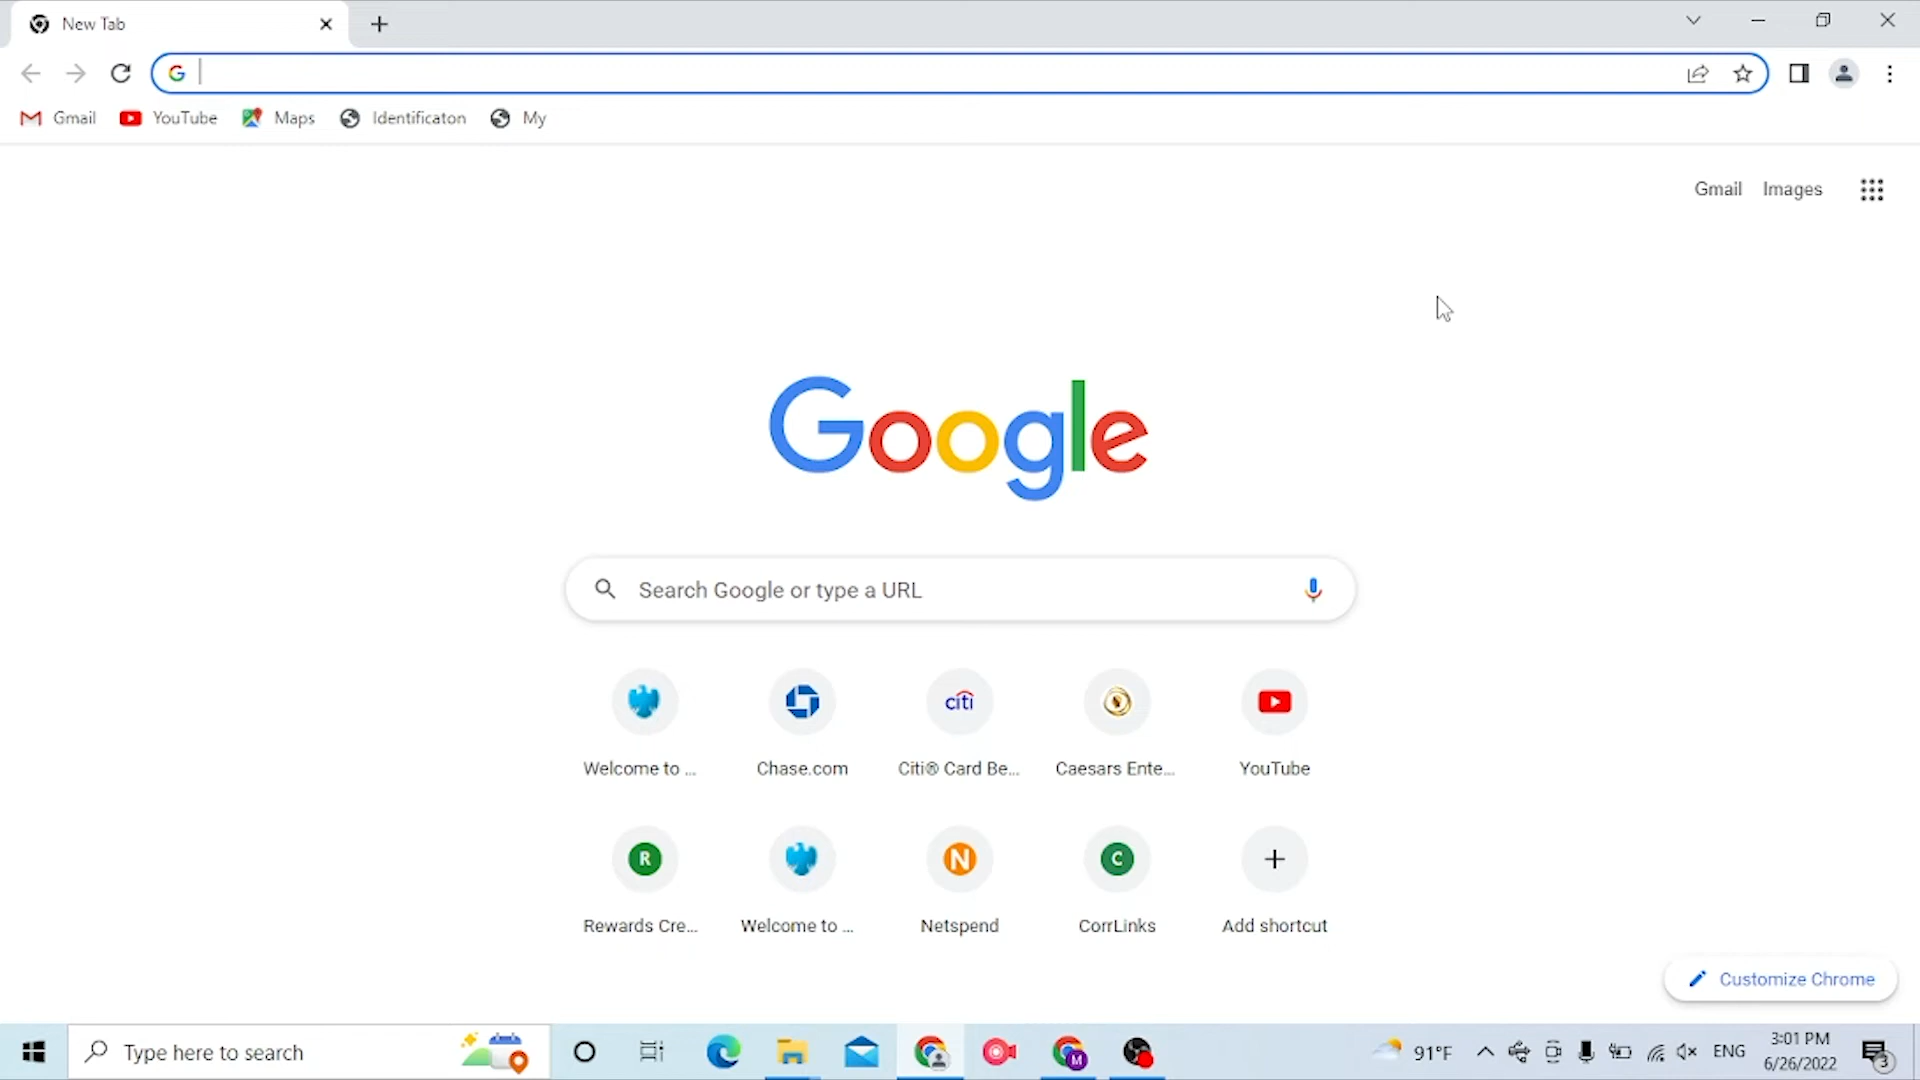 New Tab
Gmail YouTube Maps Identificaton My
Gmail Images
Google
Search Google or type a URL
citi
Welcome to ... Chase.com Citi® Card Be... Caesars Ente... YouTube
R N C
Rewards Cre... Welcome to ... Netspend CorrLinks Add shortcut
Customize Chrome
Type here to search M 91°F ENG 3:01 PM 3
6/26/2022